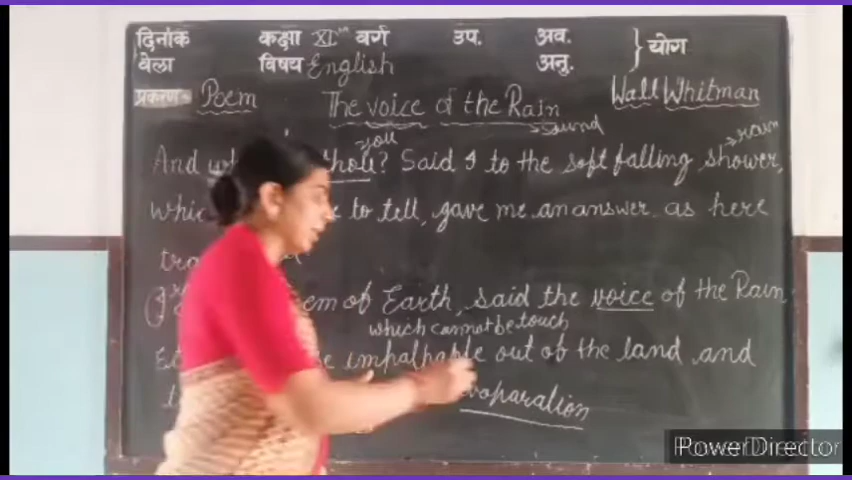 दिनांक कक्षा XIth वर्ग उप. अव. } योग
वेला विषय English अनु.
प्रकरण - Poem The voice of the Rain Walt Whitman
sound
you rain
And thou? Said I to the soft falling shower,
to tell, gave me an answer as here
of Earth, said the voice of the Rain
which cannot be touch
impalpable out of the land and
evoparation
PowerDirector